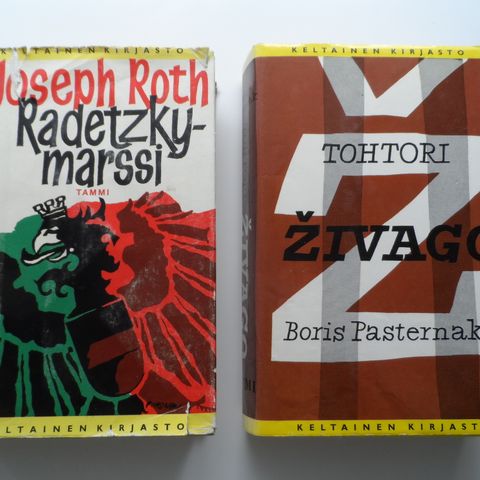 KELTAINEN KIRJASTO
Joseph Roth
Radetzky-
marssi
TAMMI
KELTAINEN KIRJASTO
KELTAINEN KIRJASTO
Ž
TOHTORI
ŽIVAGO
Boris Pasternak
KELTAINEN KIRJASTO